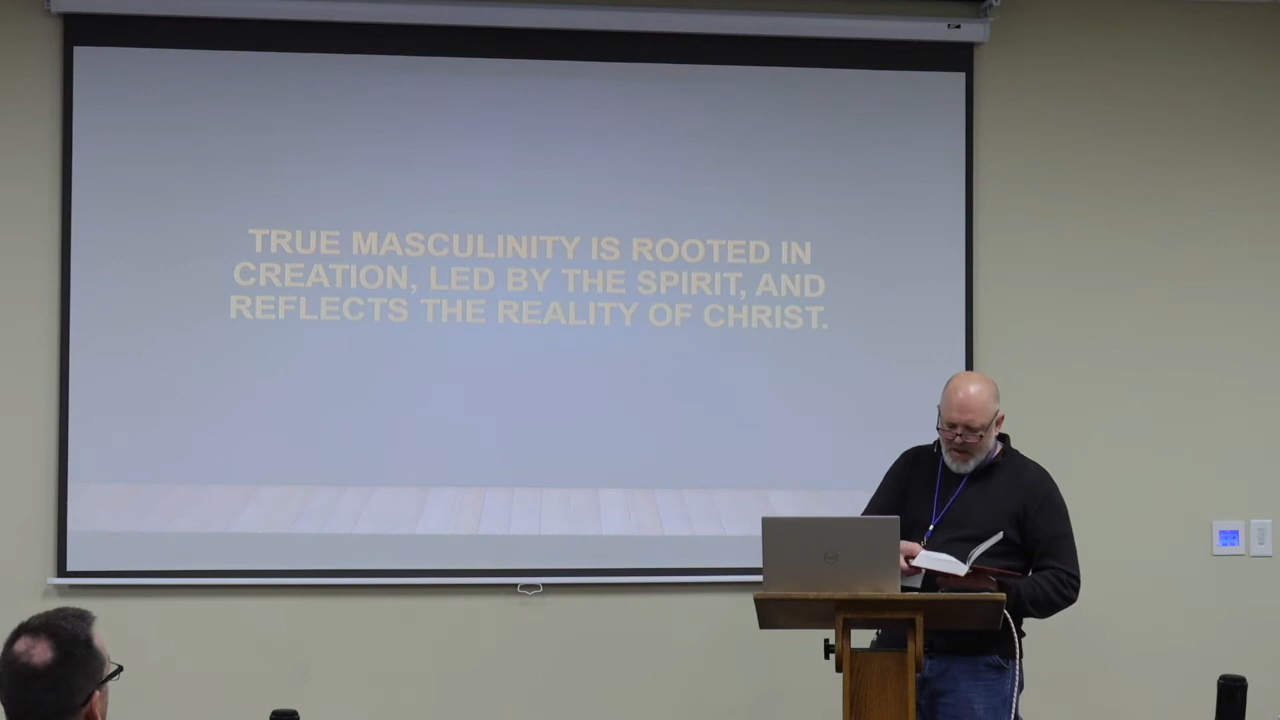 TRUE MASCULINITY IS ROOTED IN
CREATION, LED BY THE SPIRIT, AND
REFLECTS THE REALITY OF CHRIST.